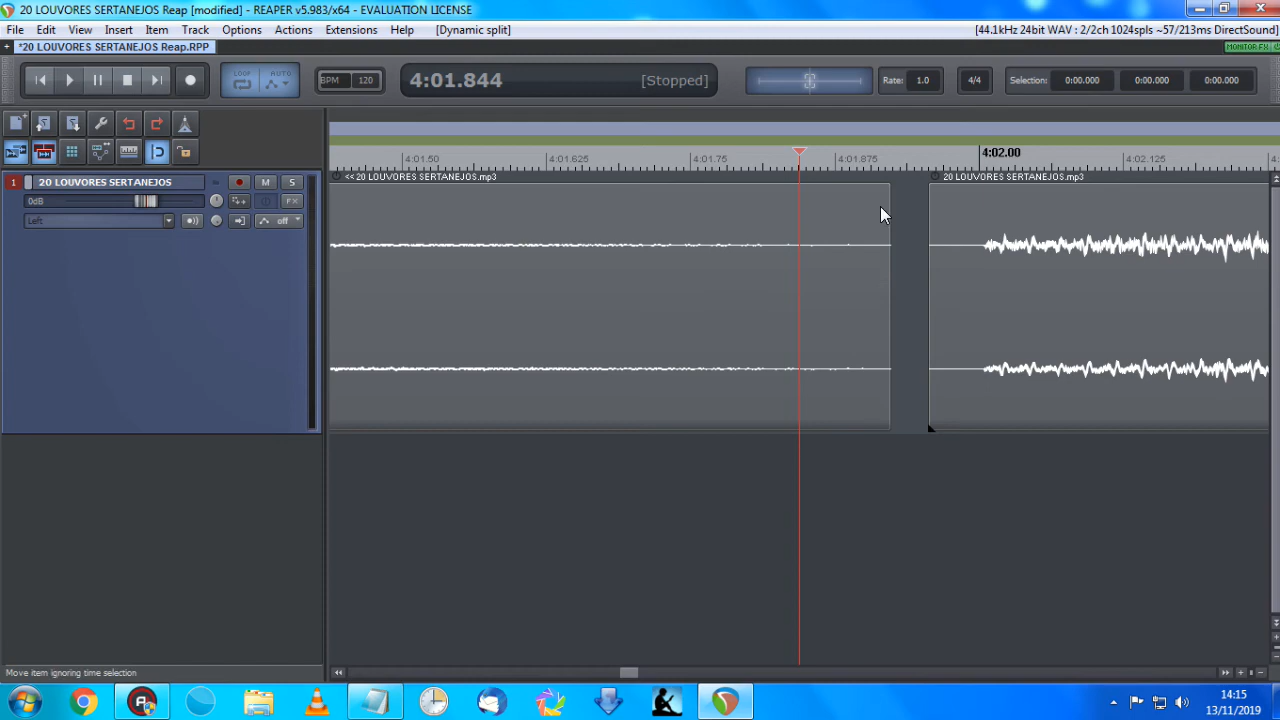 20 LOUVORES SERTANEJOS Reap [modified] - REAPER v5.983/x64 - EVALUATION LICENSE
File Edit View Insert Item Track Options Actions Extensions Help [Dynamic split] [44.1kHz 24bit WAV : 2/2ch 1024spls ~57/213ms DirectSound]
+ *20 LOUVORES SERTANEJOS Reap.RPP MONITOR FX
LOOP AUTO BPM 120 4:01.844 [Stopped] Rate: 1.0 4/4 Selection: 0:00.000 0:00.000 0:00.000
4:01.50 4:01.625 4:01.75 4:01.875 4:02.00 4:02.125
<< 20 LOUVORES SERTANEJOS.mp3 20 LOUVORES SERTANEJOS.mp3
1 20 LOUVORES SERTANEJOS M S
0dB FX
Left off
Move item ignoring time selection
14:15
13/11/2019